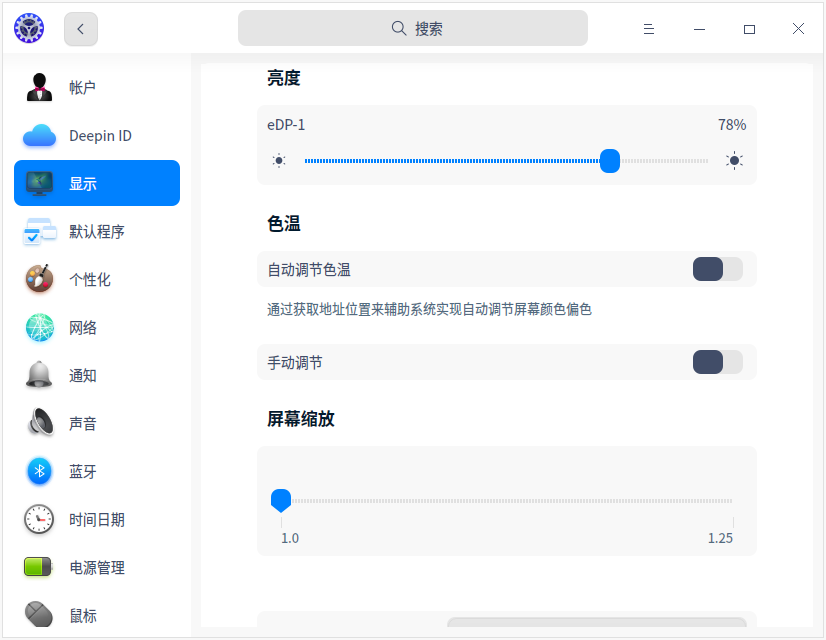 搜索
帐户
Deepin ID
显示
默认程序
个性化
网络
通知
声音
蓝牙
时间日期
电源管理
鼠标
亮度
eDP-1 78%
色温
自动调节色温
通过获取地址位置来辅助系统实现自动调节屏幕颜色偏色
手动调节
屏幕缩放
1.0 1.25